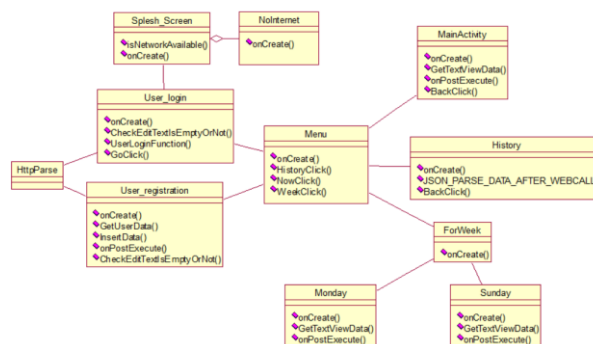 Splesh_Screen
isNetworkAvailable()
onCreate()
NoInternet
onCreate()
MainActivity
onCreate()
GetTextViewData()
onPostExecute()
BackClick()
User_login
onCreate()
CheckEditTextIsEmptyOrNot()
UserLoginFunction()
GoClick()
Menu
onCreate()
HistoryClick()
NowClick()
WeekClick()
History
onCreate()
JSON_PARSE_DATA_AFTER_WEBCALL
BackClick()
HttpParse
User_registration
onCreate()
GetUserData()
InsertData()
onPostExecute()
CheckEditTextIsEmptyOrNot()
ForWeek
onCreate()
Monday
onCreate()
GetTextViewData()
onPostExecute()
Sunday
onCreate()
GetTextViewData()
onPostExecute()